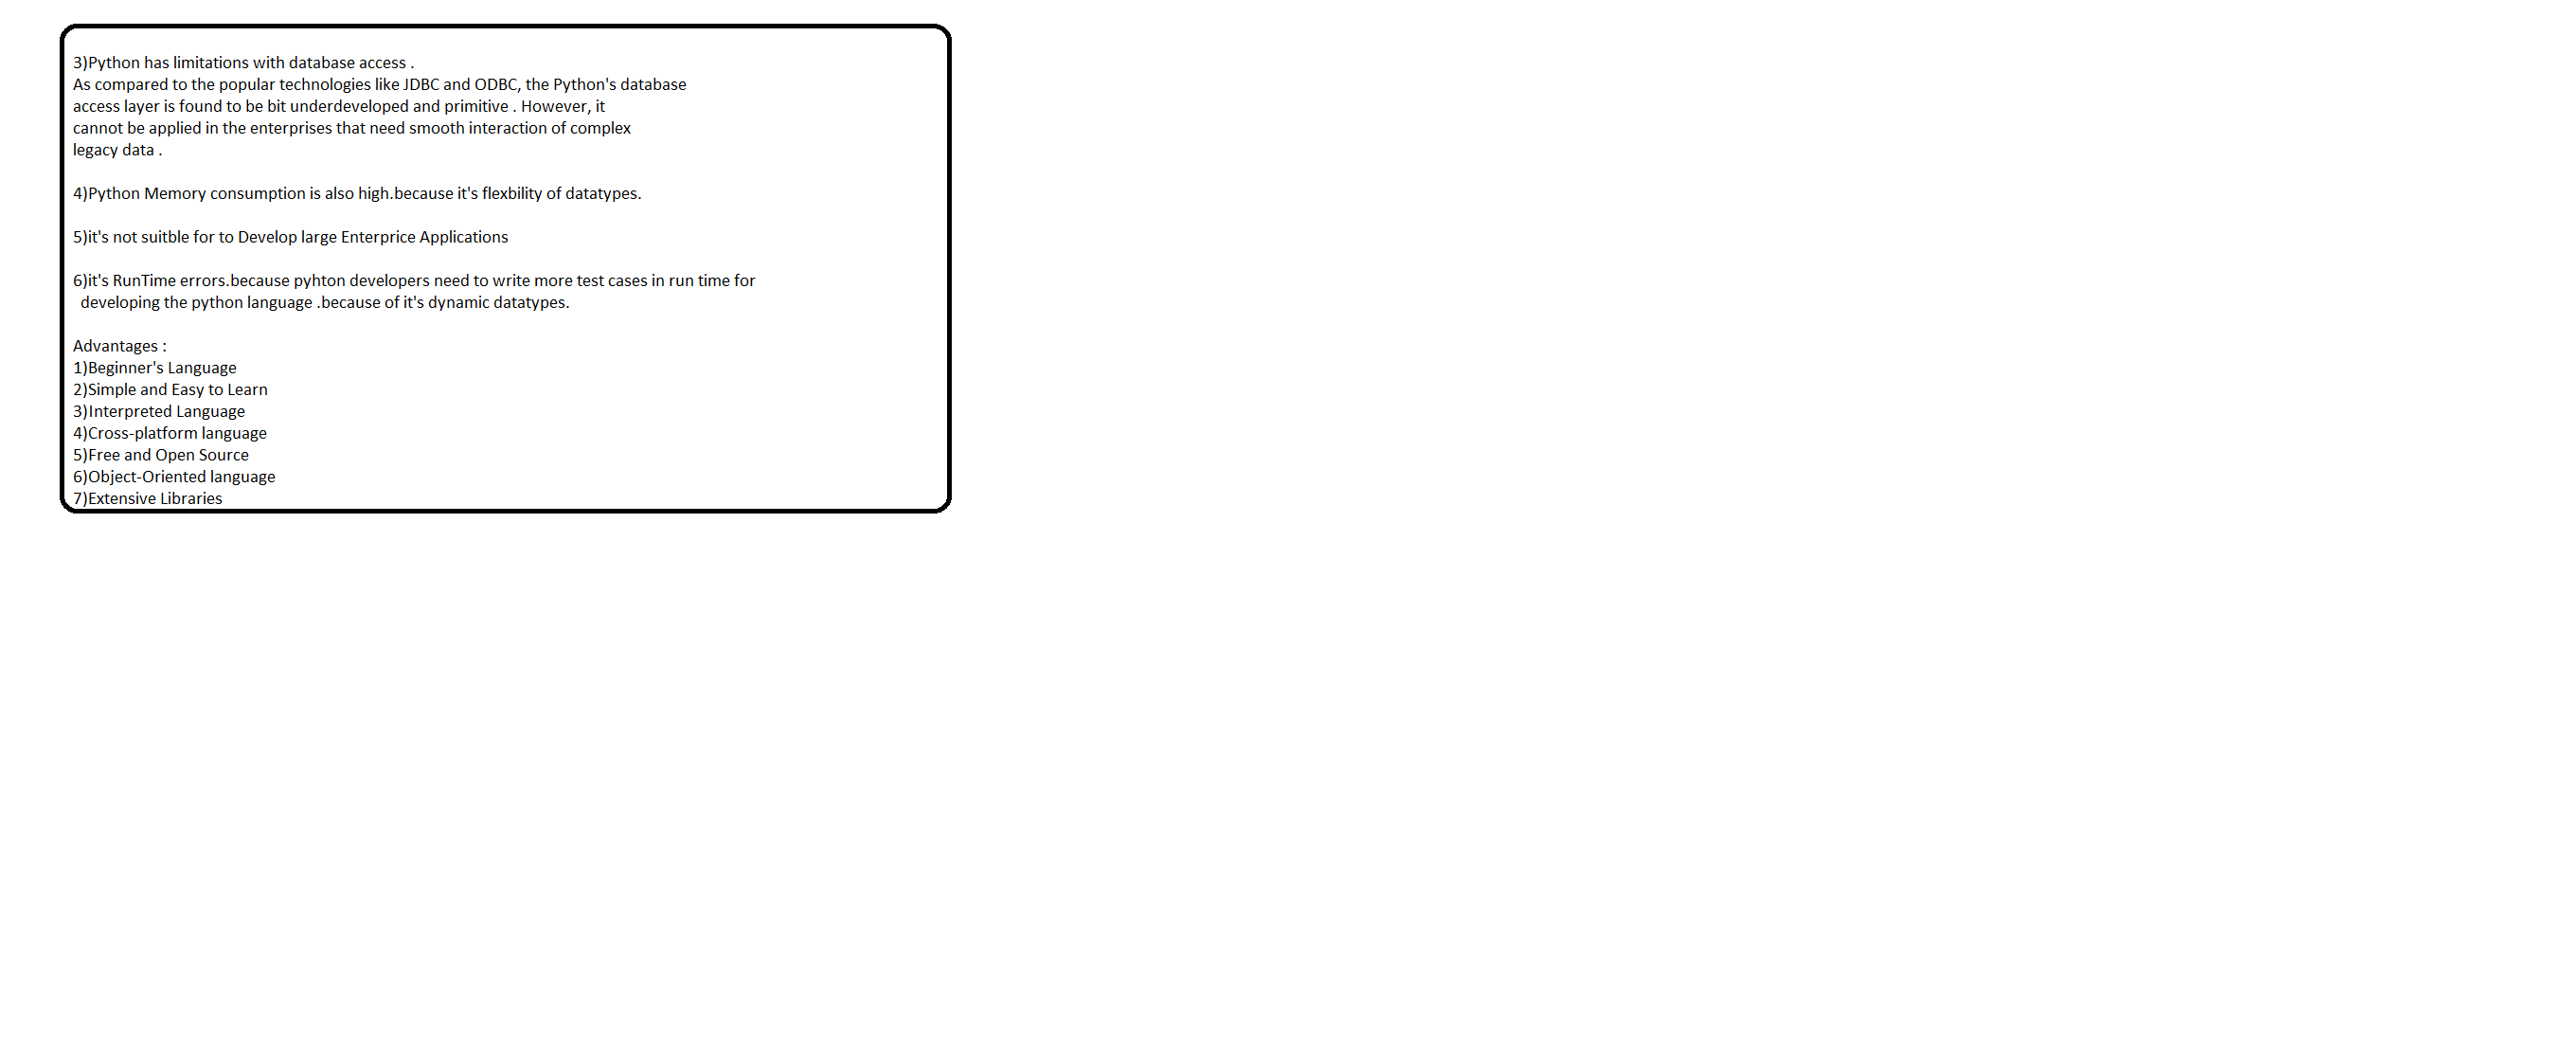 3)Python has limitations with database access .
As compared to the popular technologies like JDBC and ODBC, the Python's database
access layer is found to be bit underdeveloped and primitive . However, it
cannot be applied in the enterprises that need smooth interaction of complex
legacy data .
4)Python Memory consumption is also high.because it's flexbility of datatypes.
5)it's not suitble for to Develop large Enterprice Applications
6)it's RunTime errors.because pyhton developers need to write more test cases in run time for
developing the python language .because of it's dynamic datatypes.
Advantages :
1)Beginner's Language
2)Simple and Easy to Learn
3)Interpreted Language
4)Cross-platform language
5)Free and Open Source
6)Object-Oriented language
7)Extensive Libraries